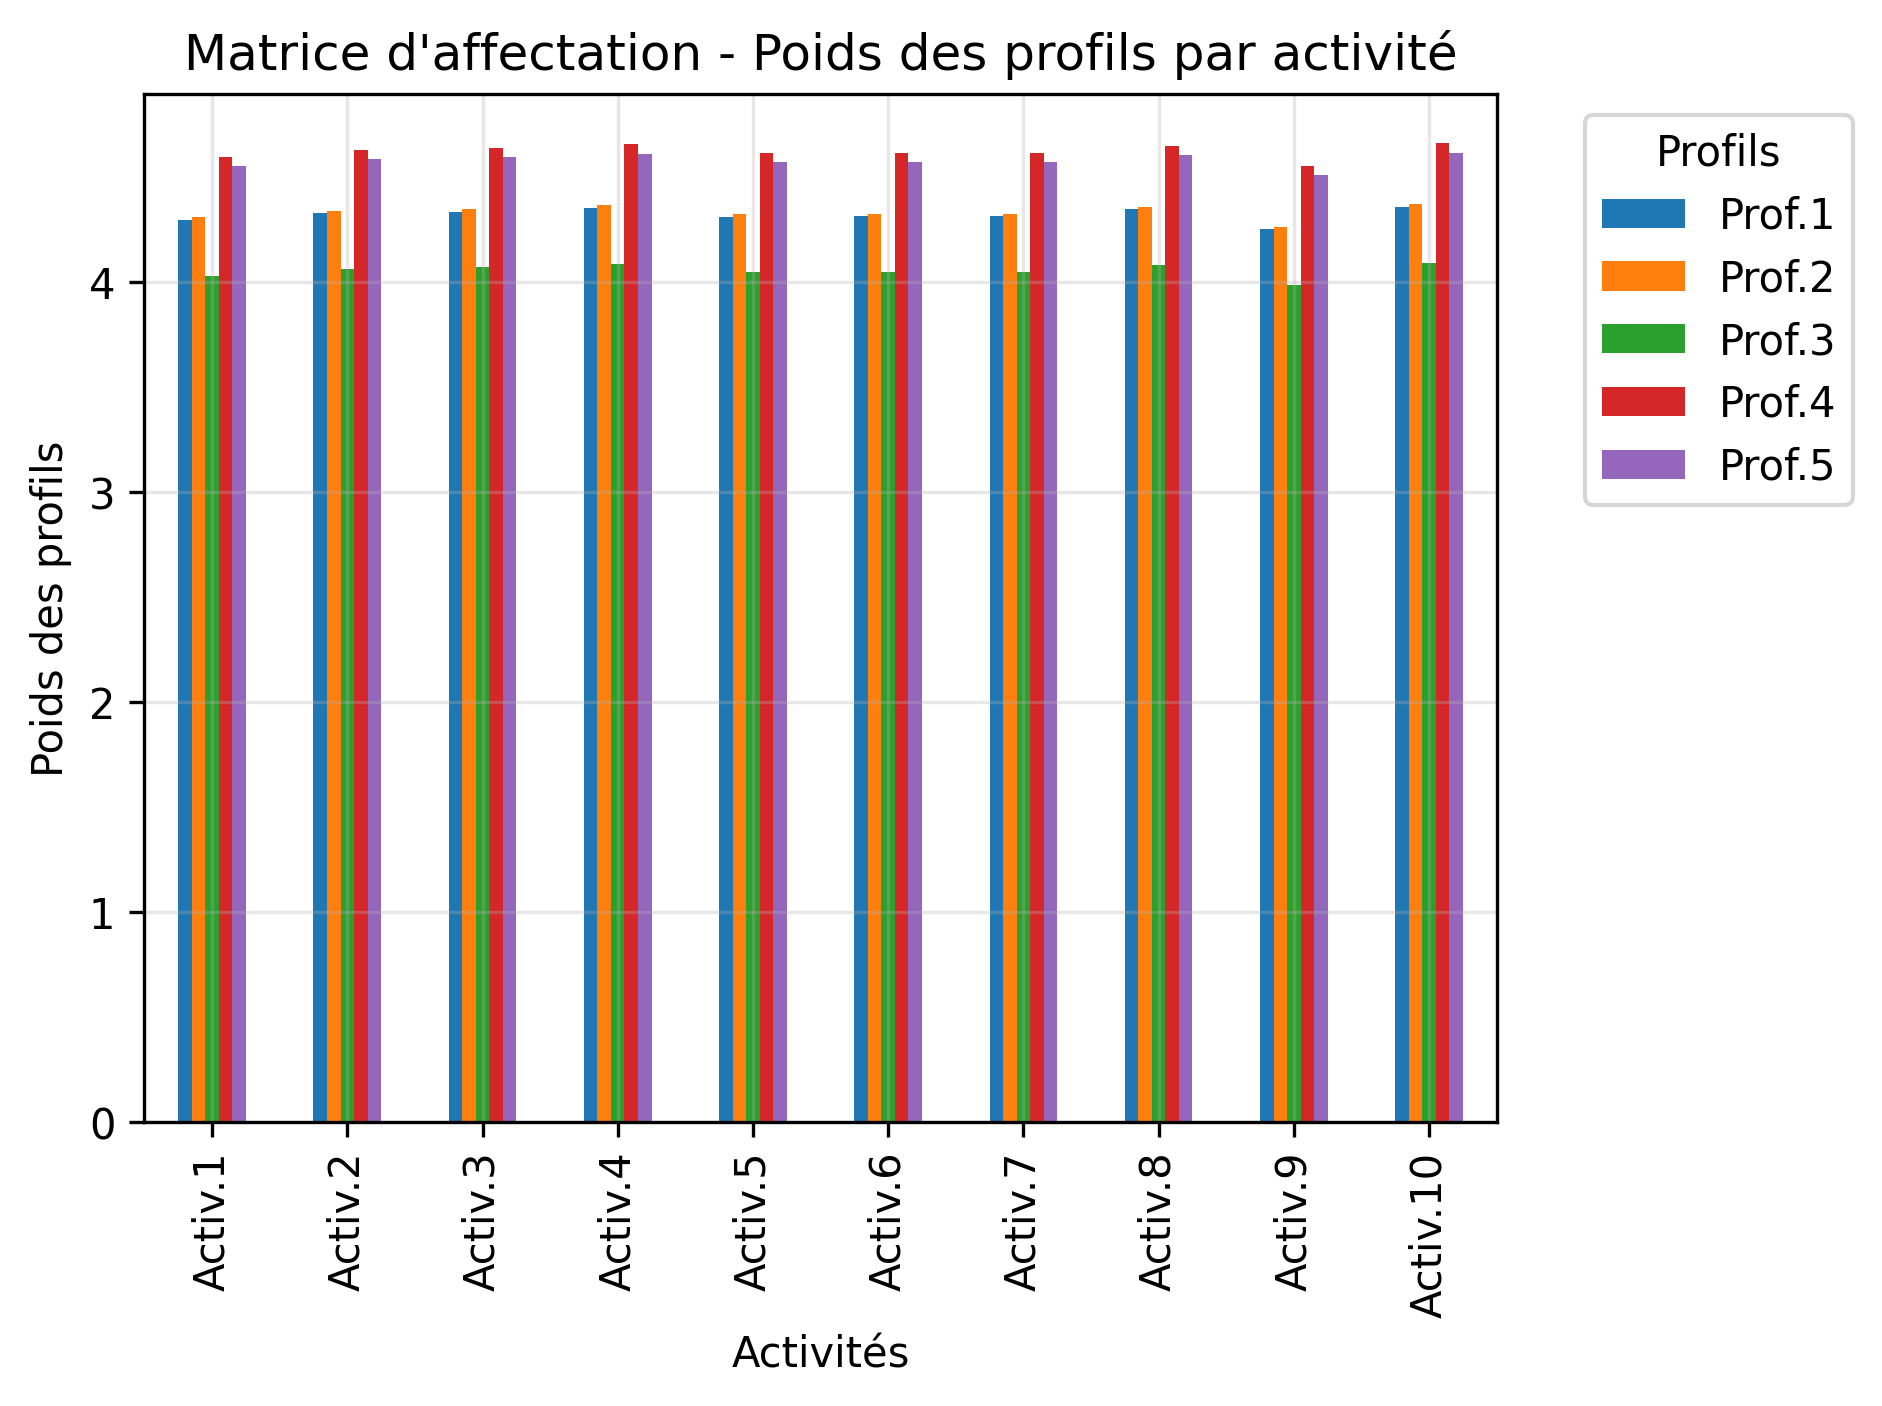 Matrice d'affectation - Poids des profils par activité
Poids des profils
4
3
2
1
0
Activ.1
Activ.2
Activ.3
Activ.4
Activ.5
Activ.6
Activ.7
Activ.8
Activ.9
Activ.10
Activités
Profils
Prof.1
Prof.2
Prof.3
Prof.4
Prof.5